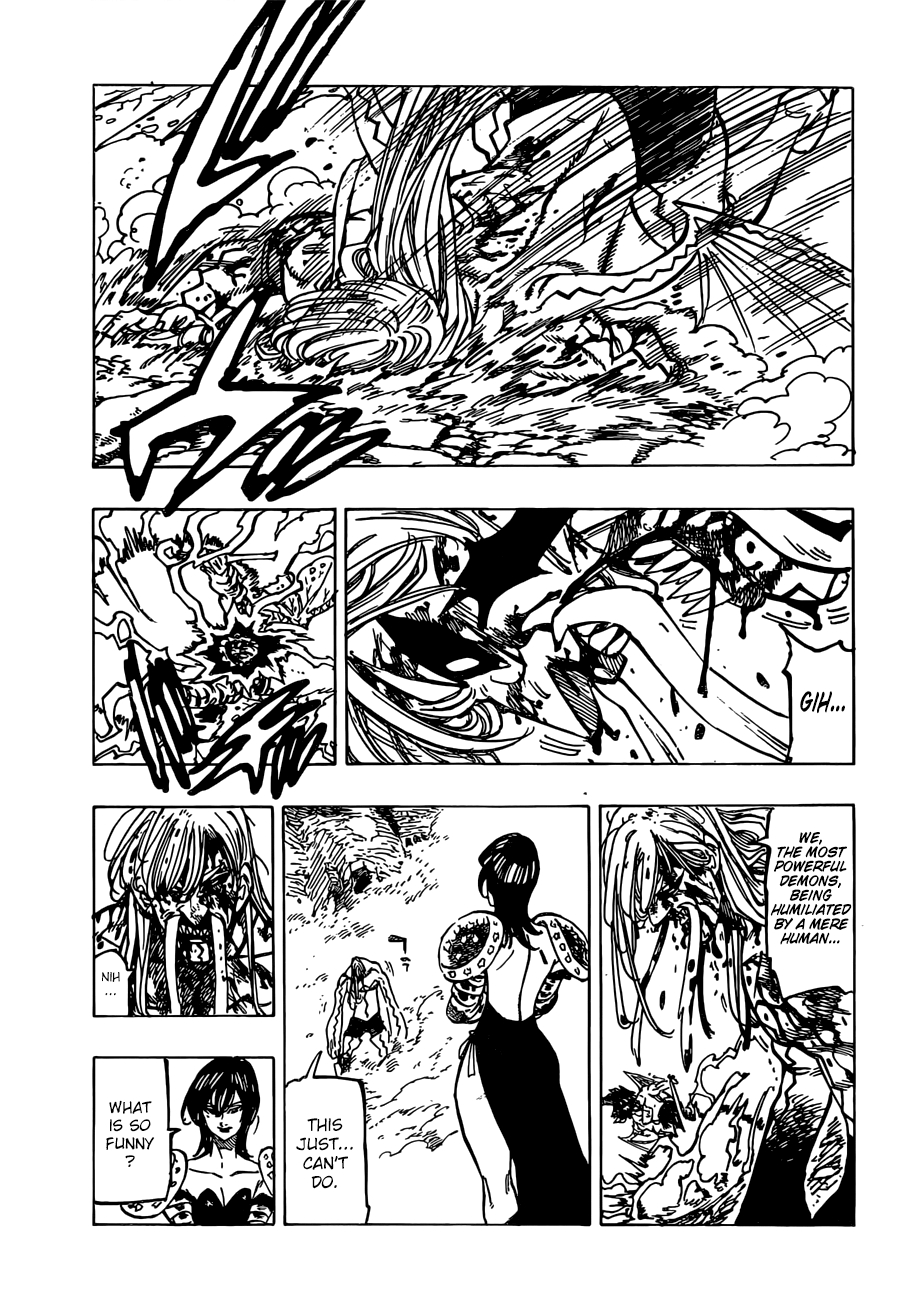 GIH...
WE,
THE MOST
POWERFUL
DEMONS,
BEING
HUMILIATED
BY A MERE
HUMAN...
THIS
JUST...
CAN'T
DO.
NIH
...
WHAT
IS SO
FUNNY
?